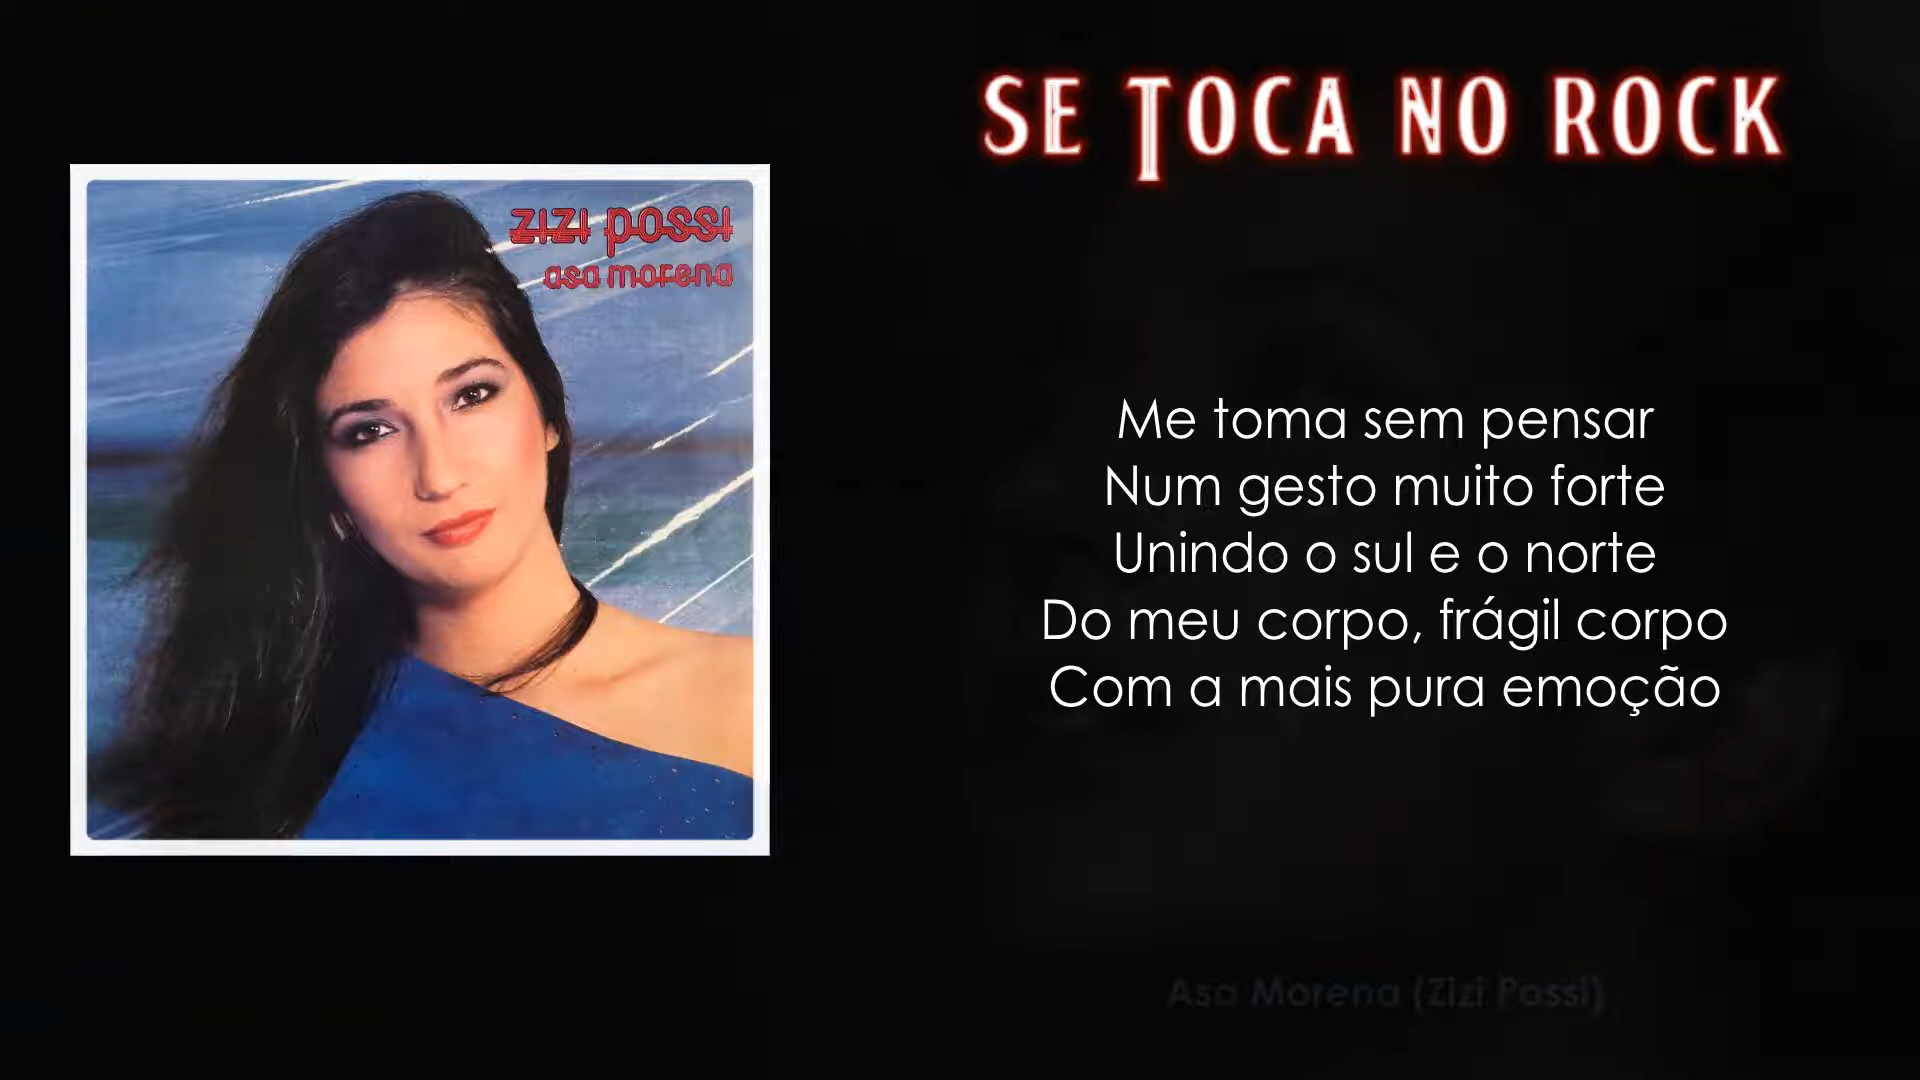 SE TOCA NO ROCK
zizi possi
asa morena
Me toma sem pensar
Num gesto muito forte
Unindo o sul e o norte
Do meu corpo, frágil corpo
Com a mais pura emoção
Asa Morena (Zizi Possi)